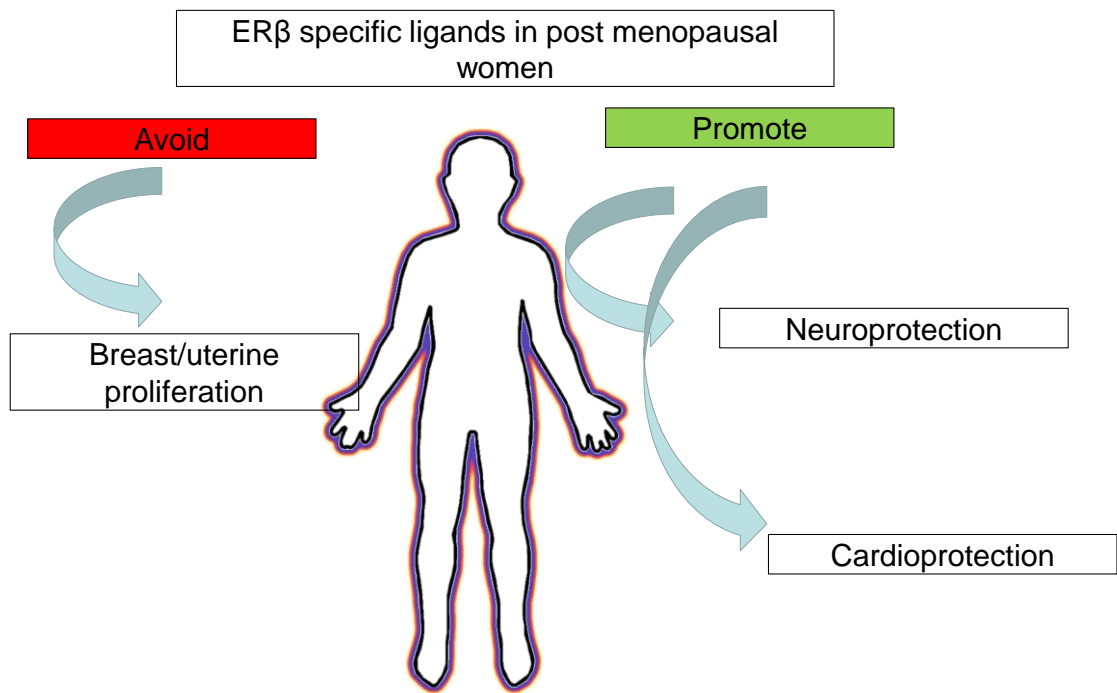 ERβ specific ligands in post menopausal
women
Avoid
Promote
Breast/uterine
proliferation
Neuroprotection
Cardioprotection